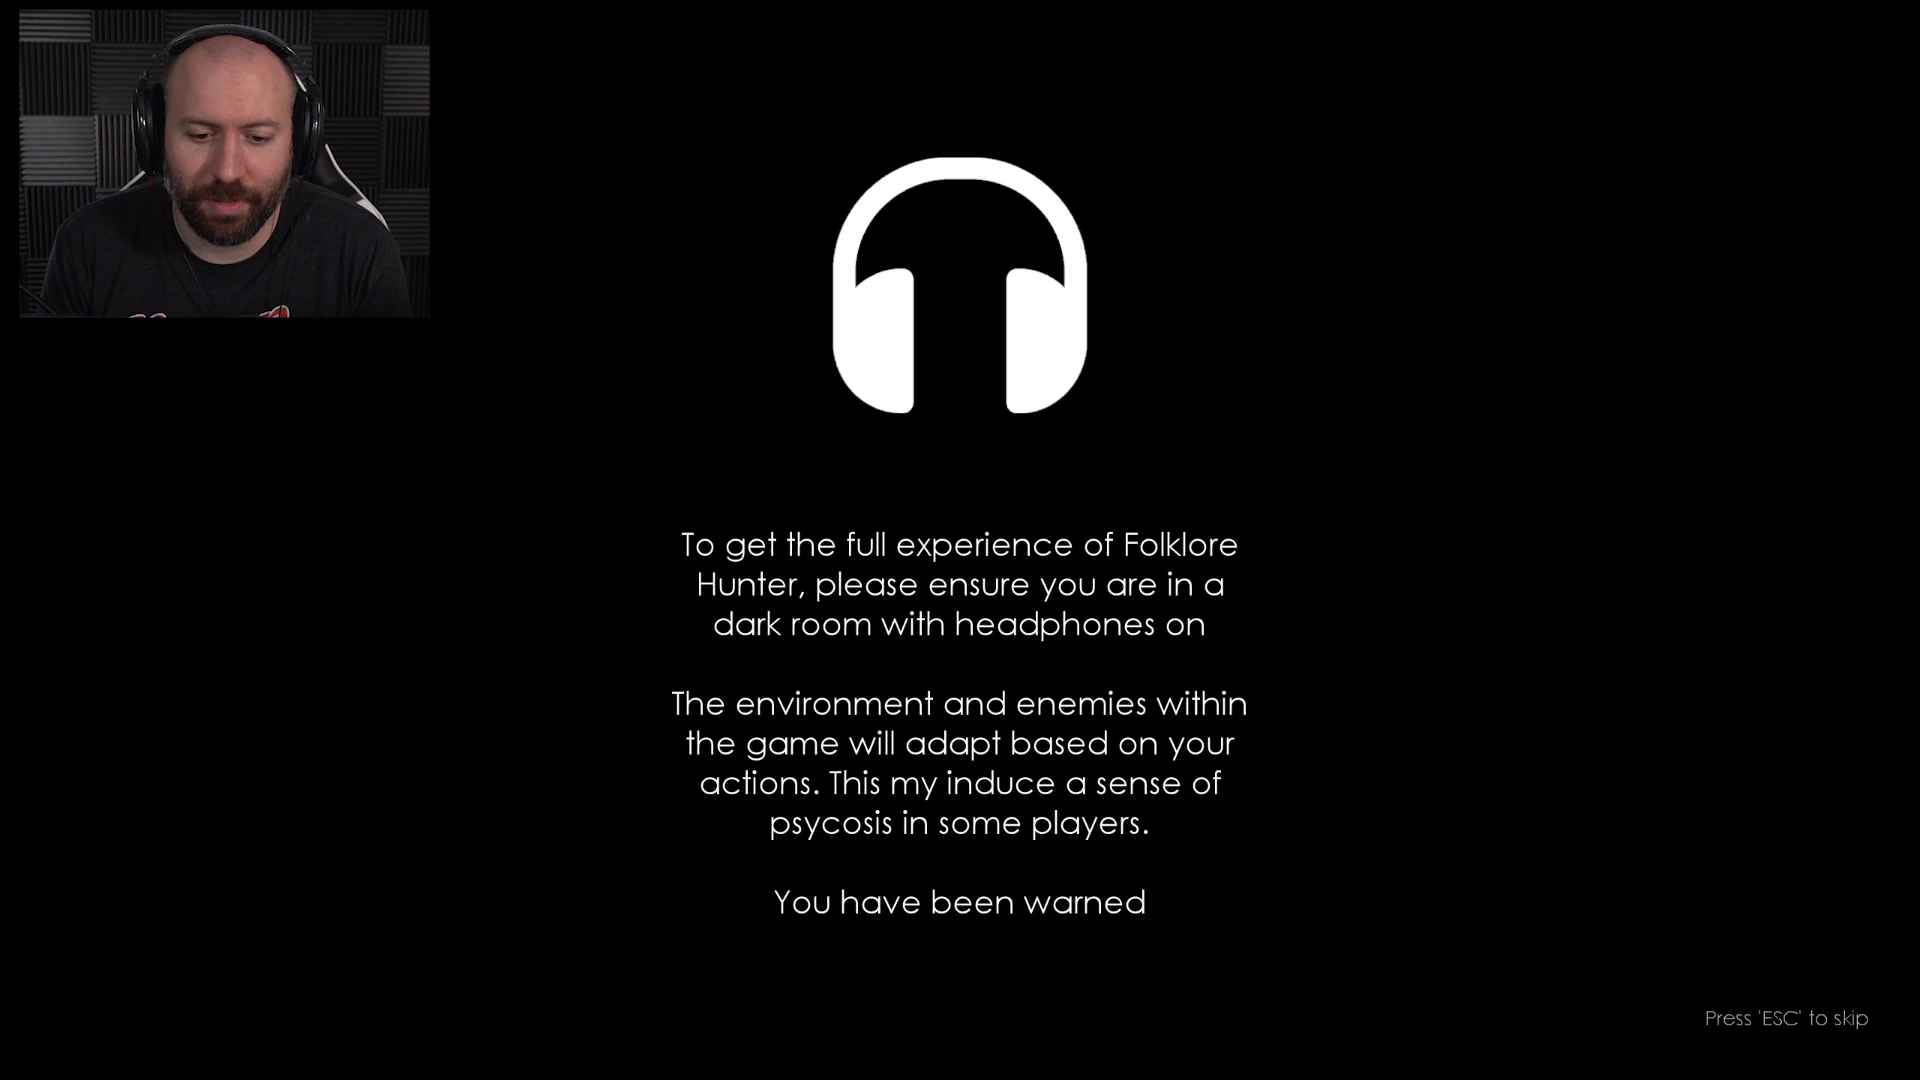 To get the full experience of Folklore
Hunter, please ensure you are in a
dark room with headphones on
The environment and enemies within
the game will adapt based on your
actions. This my induce a sense of
psycosis in some players.
You have been warned
Press 'ESC' to skip